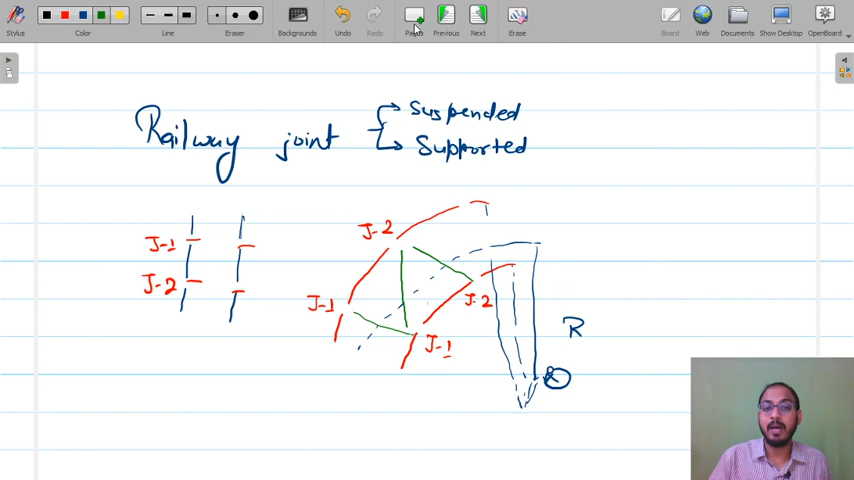 Stylus
Color
Line
Eraser
Backgrounds
Undo
Redo
Pages
Previous
Next
Erase
Board
Web
Documents
Show Desktop
OpenBoard
Railway joint
Suspended
Supported
J-1
J-2
J-2
J-1
J-2
J-1
R